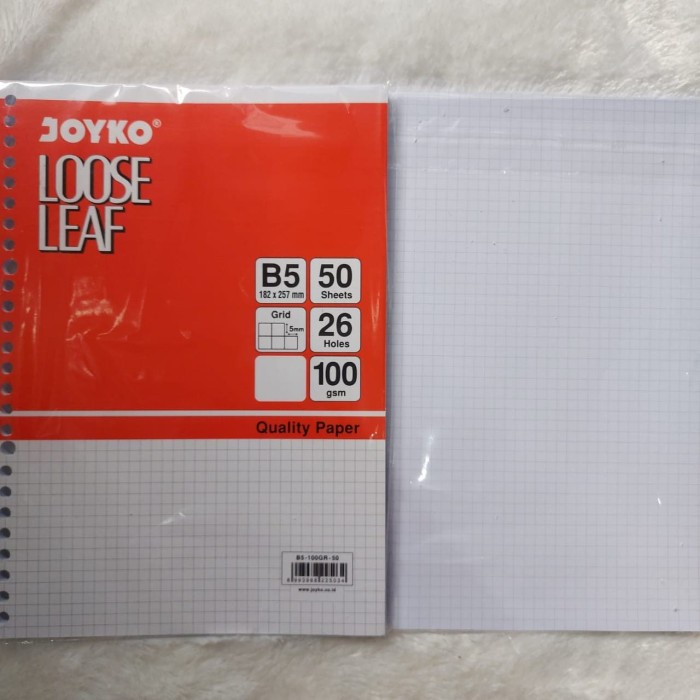 JOYKO®
LOOSE
LEAF
B5
182 x 257 mm
50
Sheets
Grid
5mm
26
Holes
100
gsm
Quality Paper
B5-100GR-50
www.joyko.co.id